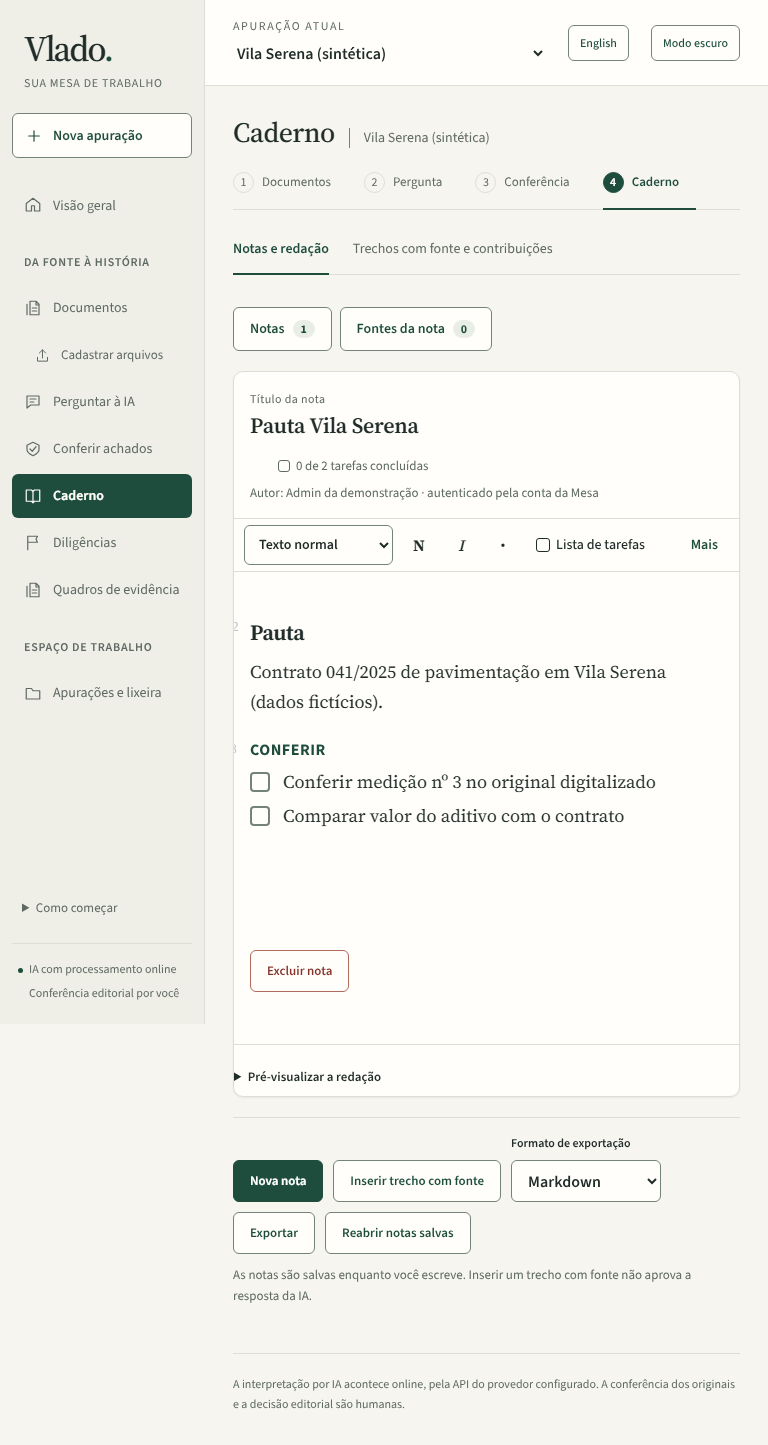 Vlado.
SUA MESA DE TRABALHO
Nova apuração
Visão geral
DA FONTE À HISTÓRIA
Documentos
Cadastrar arquivos
Perguntar à IA
Conferir achados
Caderno
Diligências
Quadros de evidência
ESPAÇO DE TRABALHO
Apurações e lixeira
Como começar
IA com processamento online
Conferência editorial por você
APURAÇÃO ATUAL
Vila Serena (sintética)
English
Modo escuro
Caderno
Vila Serena (sintética)
1 Documentos
2 Pergunta
3 Conferência
4 Caderno
Notas e redação
Trechos com fonte e contribuições
Notas 1
Fontes da nota 0
Título da nota
Pauta Vila Serena
0 de 2 tarefas concluídas
Autor: Admin da demonstração · autenticado pela conta da Mesa
Texto normal
N
I
•
Lista de tarefas
Mais
2
Pauta
Contrato 041/2025 de pavimentação em Vila Serena
(dados fictícios).
3
CONFERIR
Conferir medição nº 3 no original digitalizado
Comparar valor do aditivo com o contrato
Excluir nota
Pré-visualizar a redação
Formato de exportação
Nova nota
Inserir trecho com fonte
Markdown
Exportar
Reabrir notas salvas
As notas são salvas enquanto você escreve. Inserir um trecho com fonte não aprova a
resposta da IA.
A interpretação por IA acontece online, pela API do provedor configurado. A conferência dos originais
e a decisão editorial são humanas.